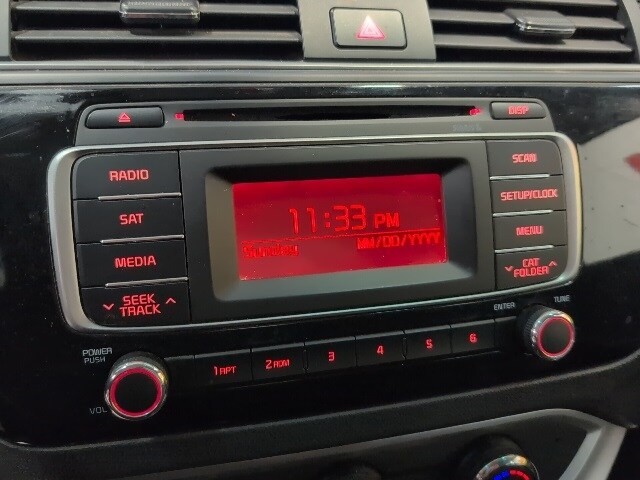 DISP
RADIO
SCAN
SAT
SETUP/CLOCK
11:33 PM
MM/DD/YYYY
MEDIA
MENU
SEEK
TRACK
CAT
FOLDER
ENTER
TUNE
POWER
PUSH
VOL
1 RPT
2 RDM
3
4
5
6